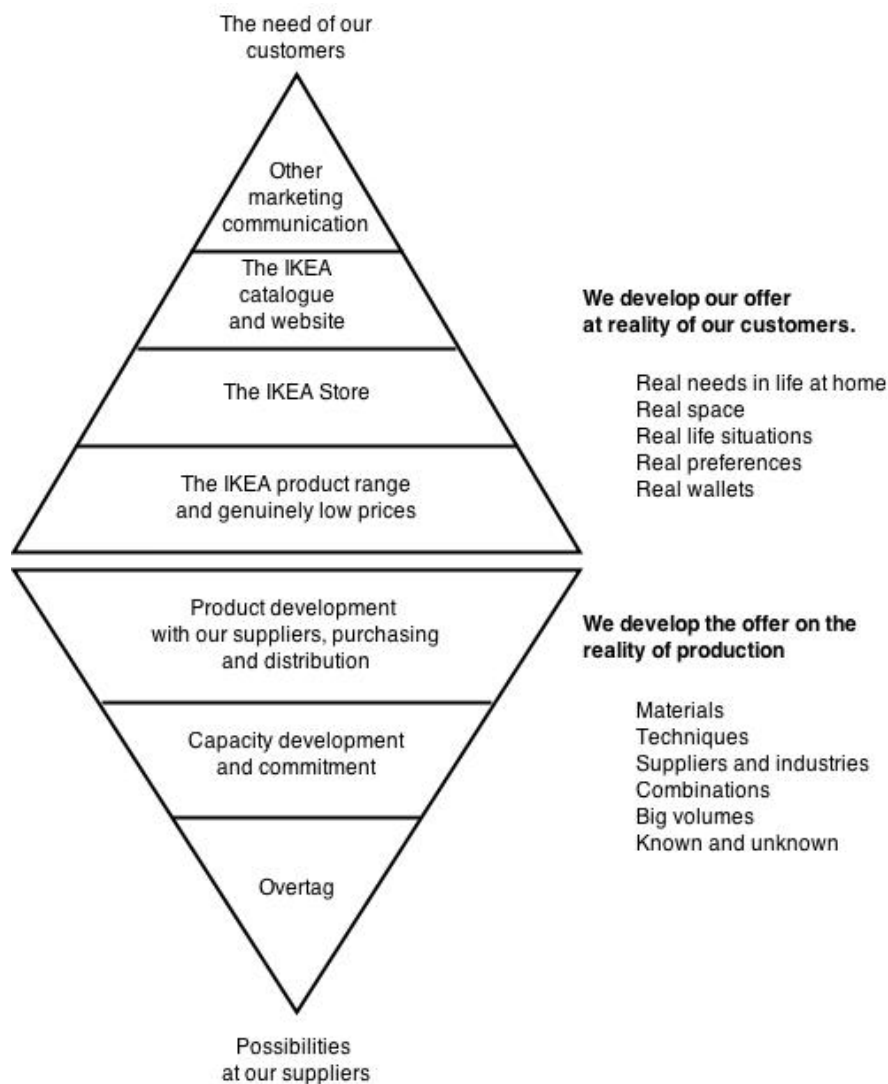 The need of our
customers
Other
marketing
communication
The IKEA
catalogue
and website
The IKEA Store
The IKEA product range
and genuinely low prices
We develop our offer
at reality of our customers.
Real needs in life at home
Real space
Real life situations
Real preferences
Real wallets
Product development
with our suppliers, purchasing
and distribution
Capacity development
and commitment
Overtag
We develop the offer on the
reality of production
Materials
Techniques
Suppliers and industries
Combinations
Big volumes
Known and unknown
Possibilities
at our suppliers